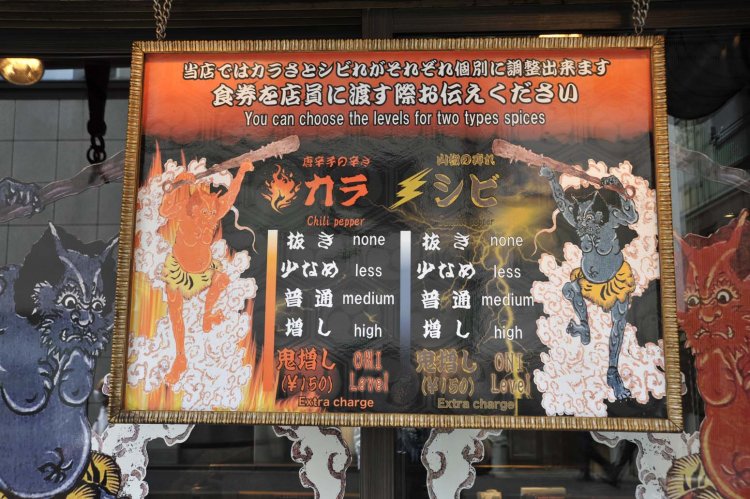 当店ではカラさとシビれがそれぞれ個別に調整出来ます
食券を店員に渡す際お伝えください
You can choose the levels for two types spices
唐辛子の辛さ
カラ
Chili pepper
抜き none
少なめ less
普通 medium
増し high
鬼増し ONI
(¥150) Level
Extra charge
山椒の痺れ
シビ
抜き none
少なめ less
普通 medium
増し high
鬼増し ONI
(¥150) Level
Extra charge